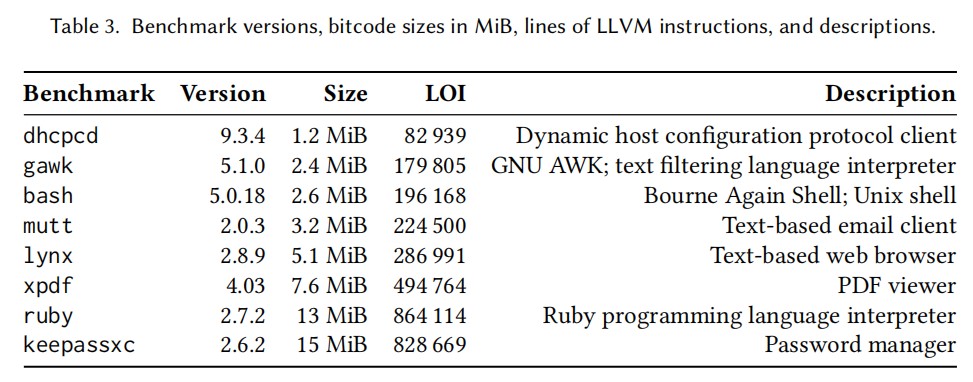 Table 3. Benchmark versions, bitcode sizes in MiB, lines of LLVM instructions, and descriptions.
Benchmark Version Size LOI Description
dhcpcd 9.3.4 1.2 MiB 82 939 Dynamic host configuration protocol client
gawk 5.1.0 2.4 MiB 179 805 GNU AWK; text filtering language interpreter
bash 5.0.18 2.6 MiB 196 168 Bourne Again Shell; Unix shell
mutt 2.0.3 3.2 MiB 224 500 Text-based email client
lynx 2.8.9 5.1 MiB 286 991 Text-based web browser
xpdf 4.03 7.6 MiB 494 764 PDF viewer
ruby 2.7.2 13 MiB 864 114 Ruby programming language interpreter
keepassxc 2.6.2 15 MiB 828 669 Password manager